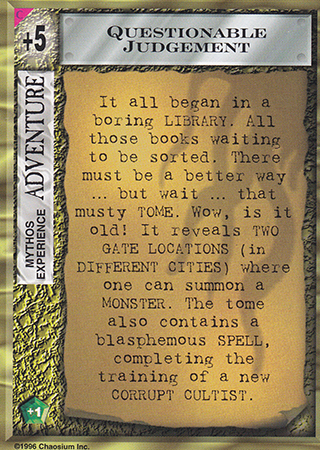 +5
QUESTIONABLE
JUDGEMENT
MYTHOS
EXPERIENCE
ADVENTURE
It all began in a
boring LIBRARY. All
those books waiting
to be sorted. There
must be a better way
... but wait ... that
musty TOME. Wow, is it
old! It reveals TWO
GATE LOCATIONS (in
DIFFERENT CITIES) where
one can summon a
MONSTER. The tome
also contains a
blasphemous SPELL,
completing the
training of a new
CORRUPT CULTIST.
+1
©1996 Chaosium Inc.